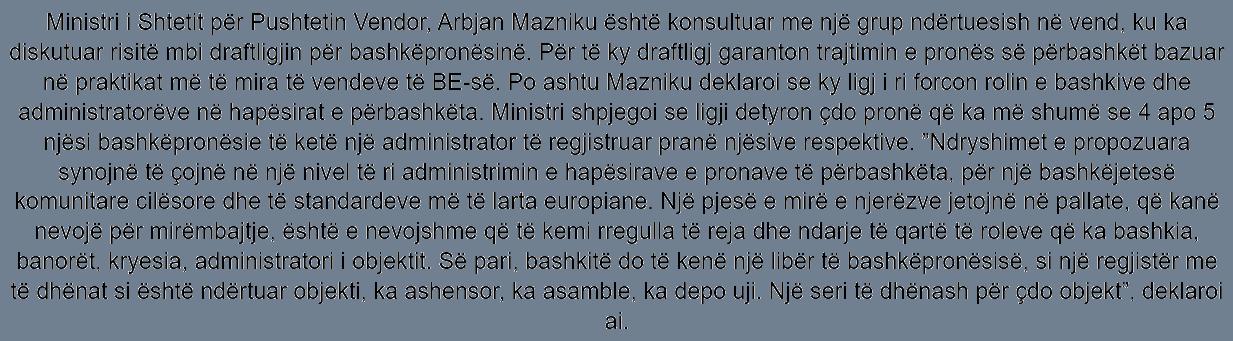 Ministri i Shtetit për Pushtetin Vendor, Arbjan Mazniku është konsultuar me një grup ndërtuesish në vend, ku ka
diskutuar risitë mbi draftligjin për bashkëpronësinë. Për të ky draftligj garanton trajtimin e pronës së përbashkët bazuar
në praktikat më të mira të vendeve të BE-së. Po ashtu Mazniku deklaroi se ky ligj i ri forcon rolin e bashkive dhe
administratorëve në hapësirat e përbashkëta. Ministri shpjegoi se ligji detyron çdo pronë që ka më shumë se 4 apo 5
njësi bashkëpronësie të ketë një administrator të regjistruar pranë njësive respektive. "Ndryshimet e propozuara
synojnë të çojnë në një nivel të ri administrimin e hapësirave e pronave të përbashkëta, për një bashkëjetesë
komunitare cilësore dhe të standardeve më të larta europiane. Një pjesë e mirë e njerëzve jetojnë në pallate, që kanë
nevojë për mirëmbajtje, është e nevojshme që të kemi rregulla të reja dhe ndarje të qartë të roleve që ka bashkia,
banorët, kryesia, administratori i objektit. Së pari, bashkitë do të kenë një libër të bashkëpronësisë, si një regjistër me
të dhënat si është ndërtuar objekti, ka ashensor, ka asamble, ka depo uji. Një seri të dhënash për çdo objekt", deklaroi
ai.